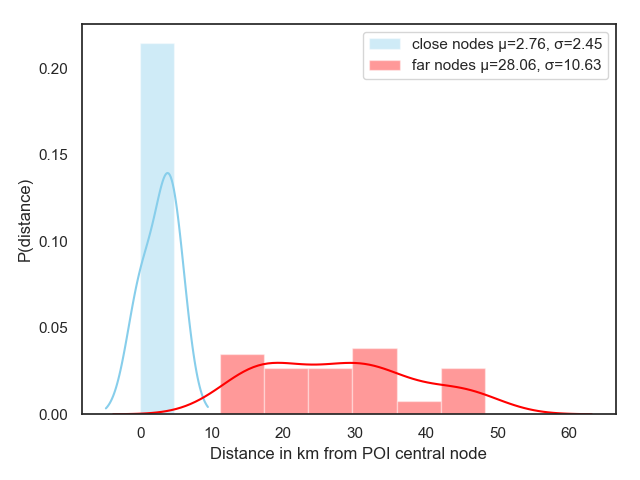 close nodes μ=2.76, σ=2.45
far nodes μ=28.06, σ=10.63
P(distance)
0.20
0.15
0.10
0.05
0.00
0 10 20 30 40 50 60
Distance in km from POI central node